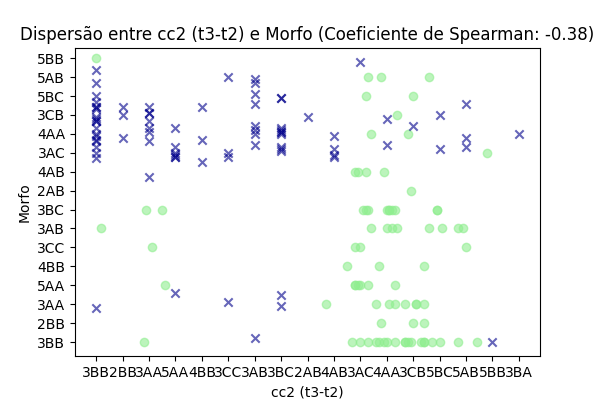 Dispersão entre cc2 (t3-t2) e Morfo (Coeficiente de Spearman: -0.38)
5BB
5AB
5BC
3CB
4AA
3AC
4AB
2AB
3BC
3AB
3CC
4BB
5AA
3AA
2BB
3BB
Morfo
3BB2BB3AA5AA4BB3CC3AB3BC2AB4AB3AC4AA3CB5BC5AB5BB3BA
cc2 (t3-t2)